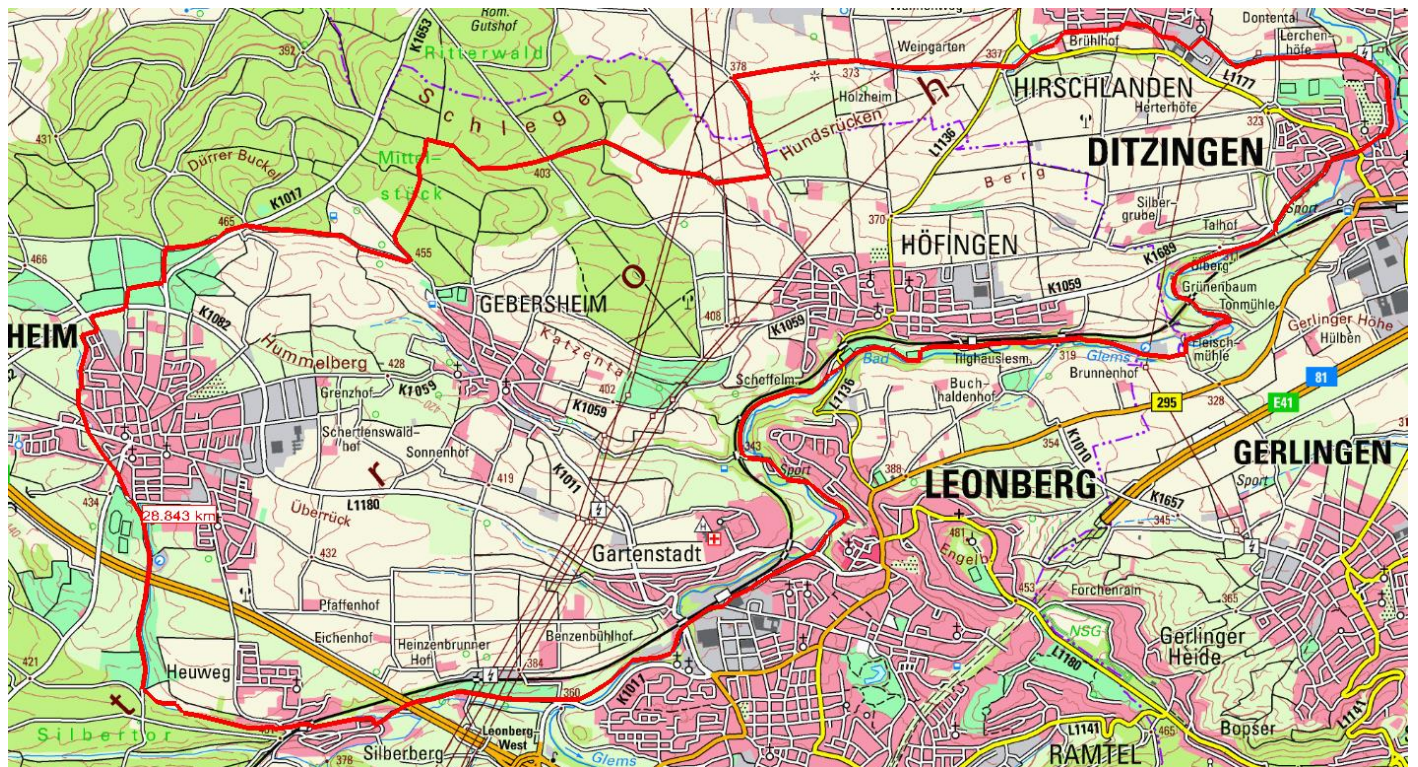 Röm.
Gutshof
K1653
Ritterwald
392
Schlegel
378
Weingarten
373
Holzheim
337
Brühlhof
Dontental
Lerchen-
höfe
L1177
HIRSCHLANDEN
Herterhöfe
323
DITZINGEN
Hundsrücken
L1136
Berg
431
Dürrer Buckel
Mittel-
stück
403
K1017
465
455
466
370
HÖFINGEN
Silber-
grube
Talhof
Sport
K1689
Ölberg
Grünenbaum
Tonmühle
K1059
GEBERSHEIM
408
K1059
HEIM
K1082
Hummelberg
428
K1059
Grenzhof
Katzenta
402
K1059
Scheffelm.
Bad
L1136
Tilghäuslesm.
319
Glems
Brunnenhof
Fleisch-
mühle
Gerlinger Höhe
Hülben
81
E41
295
328
Buch-
haldenhof
Schertlenswald-
hof
Sonnenhof
343
Sport
354
K1010
GERLINGEN
Sport
388
LEONBERG
K1657
345
434
28.843 km
Überrück
L1180
419
K1011
432
Gartenstadt
481
Engelb
453
Forchenrain
365
Pfaffenhof
Eichenhof
Heinzenbrunner
Hof
Benzenbühlhof
384
NSG
L1180
Gerlinger
Heide
421
Heuweg
360
K1017
Silbertor
Silberberg
378
Leonberg
West
Glems
L1141
RAMTEL
465
Bopser
L1141